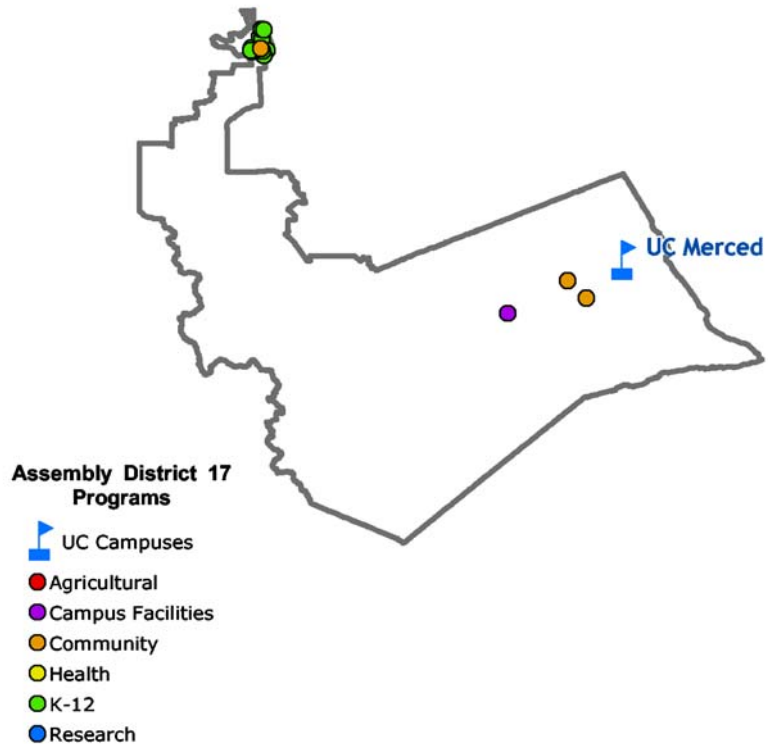 UC Merced
Assembly District 17
Programs
UC Campuses
Agricultural
Campus Facilities
Community
Health
K-12
Research